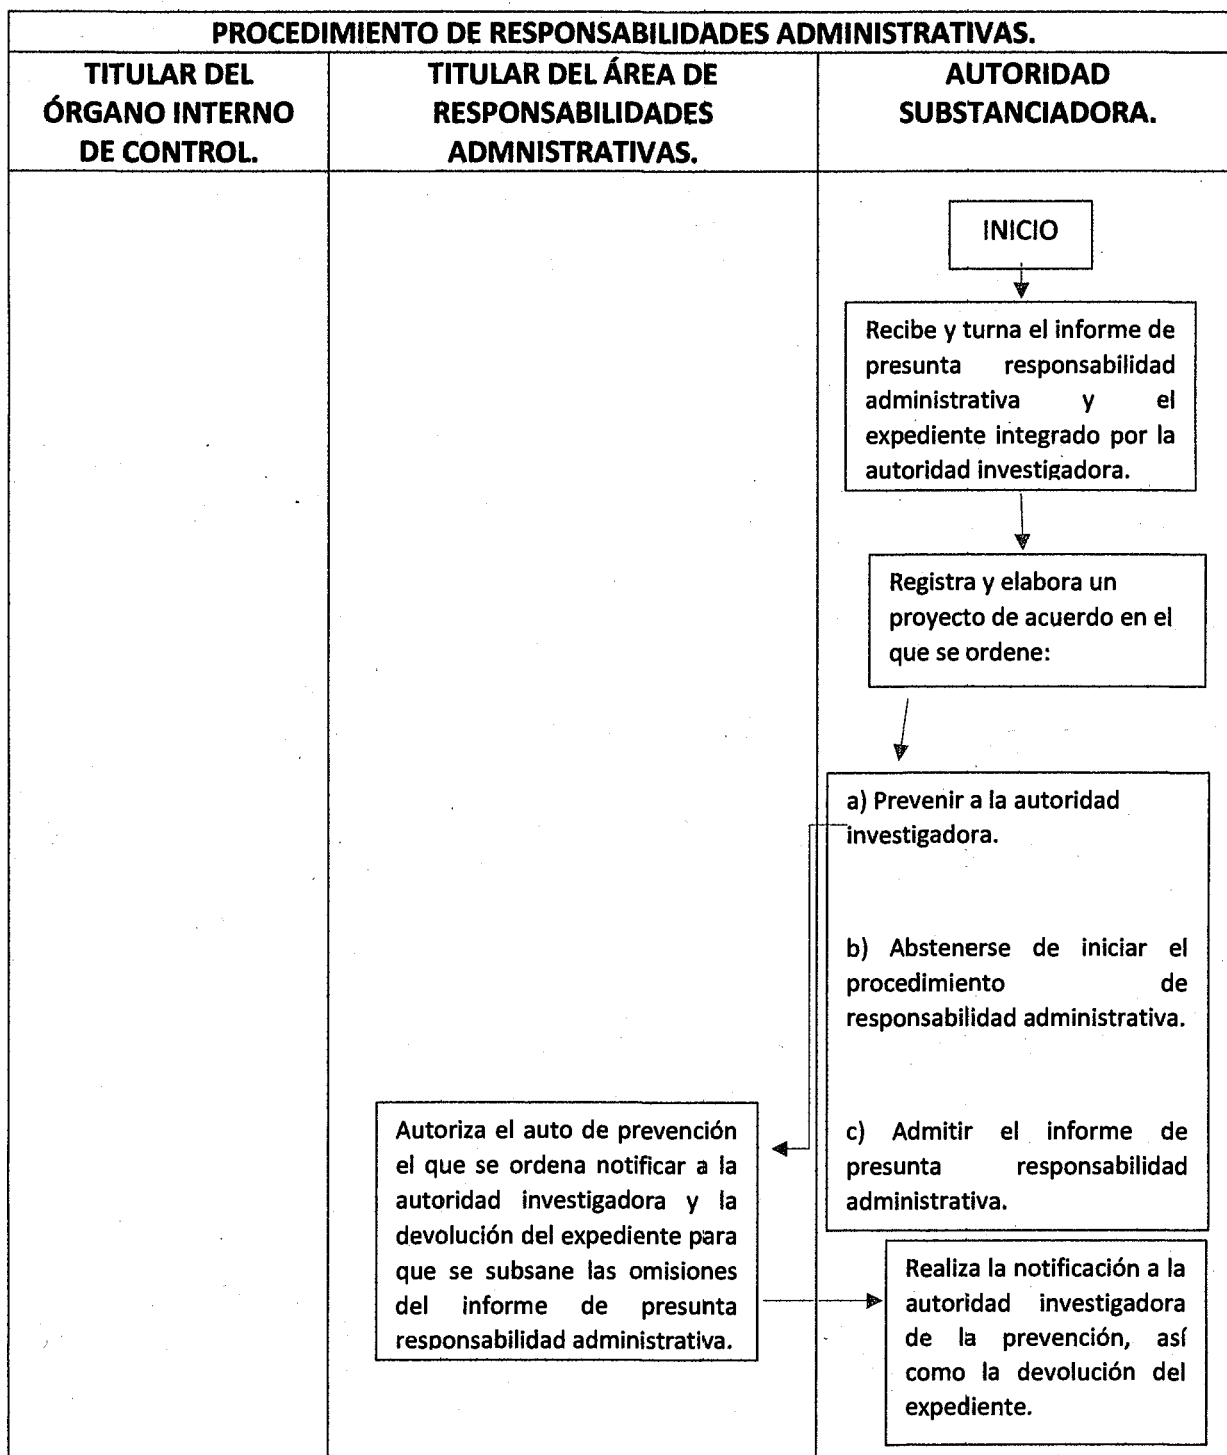 PROCEDIMIENTO DE RESPONSABILIDADES ADMINISTRATIVAS.
TITULAR DEL
ÓRGANO INTERNO
DE CONTROL.
TITULAR DEL ÁREA DE
RESPONSABILIDADES
ADMNISTRATIVAS.
AUTORIDAD
SUBSTANCIADORA.
INICIO
Recibe y turna el informe de
presunta responsabilidad
administrativa y el
expediente integrado por la
autoridad investigadora.
Registra y elabora un
proyecto de acuerdo en el
que se ordene:
a) Prevenir a la autoridad
investigadora.
b) Abstenerse de iniciar el
procedimiento de
responsabilidad administrativa.
c) Admitir el informe de
presunta responsabilidad
administrativa.
Autoriza el auto de prevención
el que se ordena notificar a la
autoridad investigadora y la
devolución del expediente para
que se subsane las omisiones
del informe de presunta
responsabilidad administrativa.
Realiza la notificación a la
autoridad investigadora
de la prevención, así
como la devolución del
expediente.